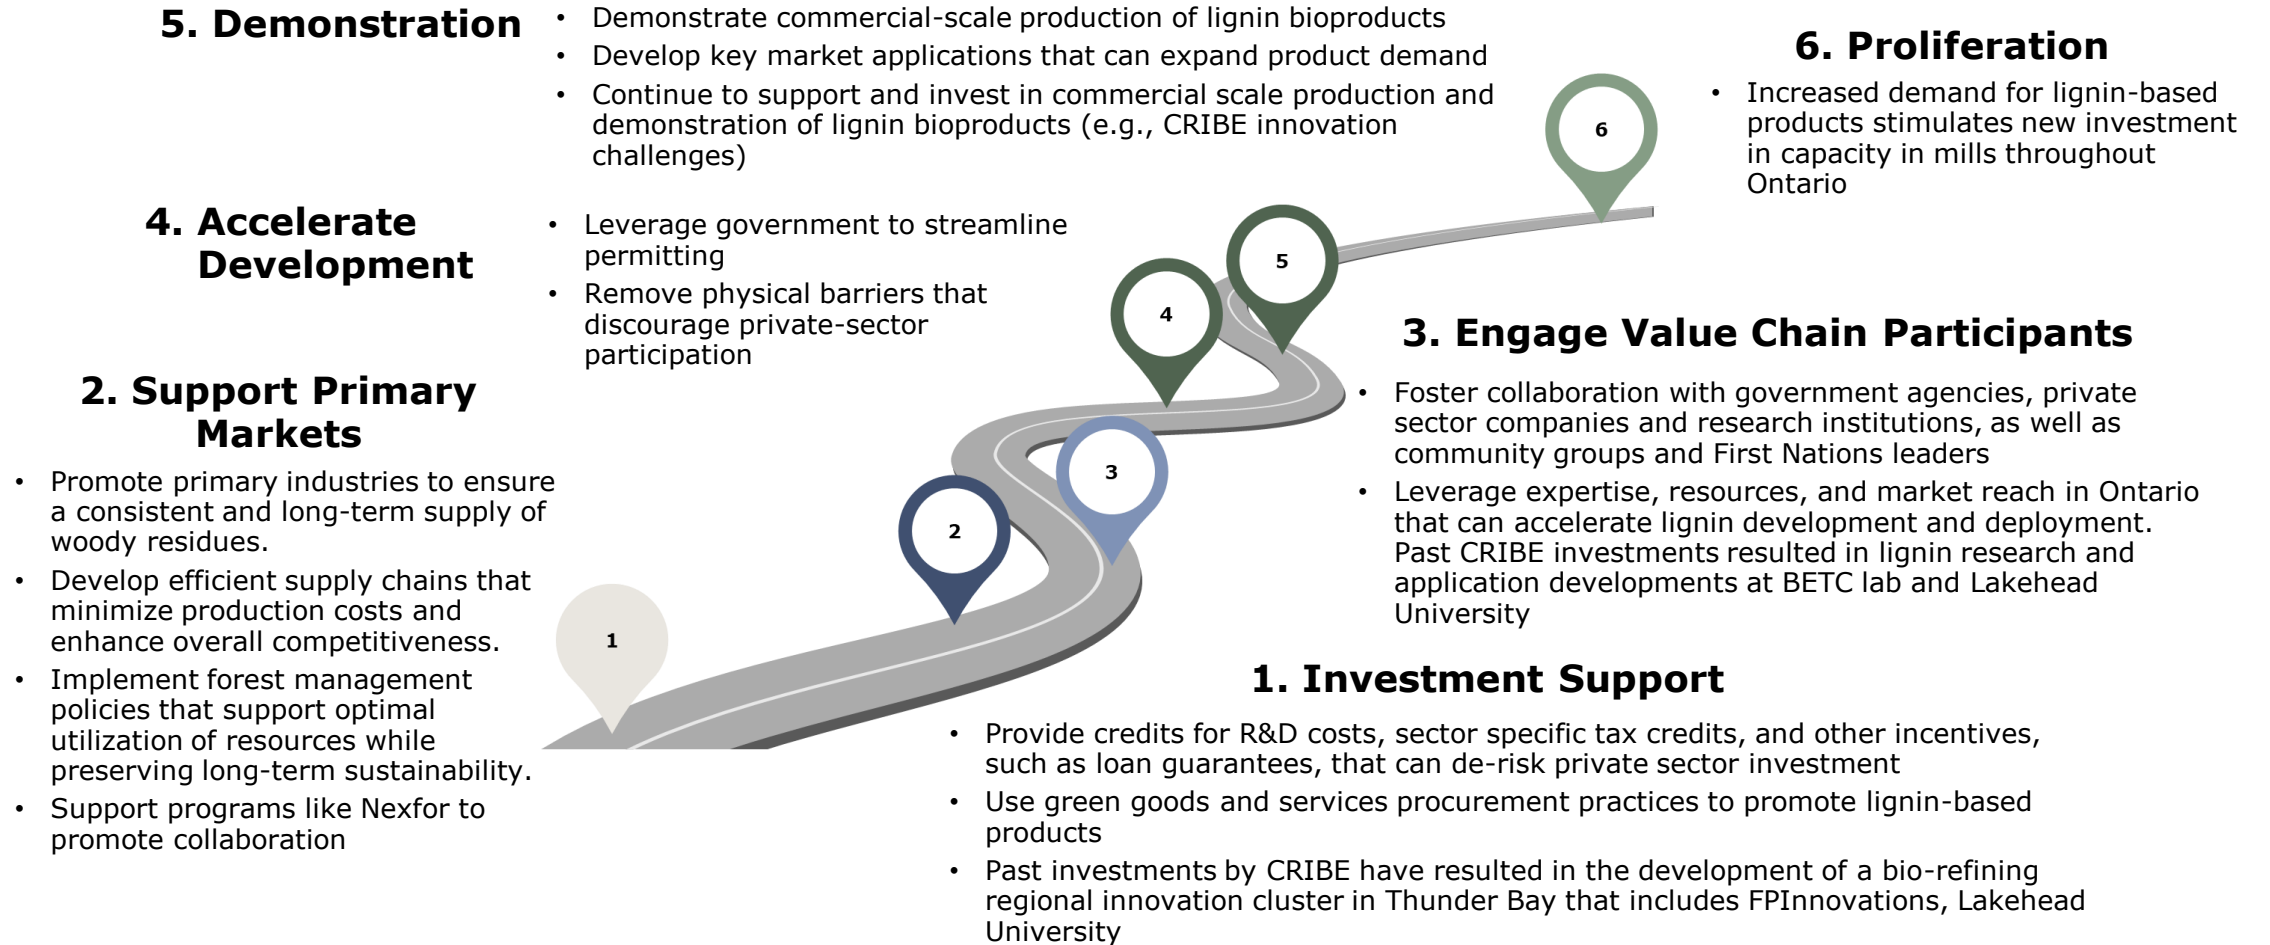 5. Demonstration
• Demonstrate commercial-scale production of lignin bioproducts
• Develop key market applications that can expand product demand
• Continue to support and invest in commercial scale production and
demonstration of lignin bioproducts (e.g., CRIBE innovation
challenges)
6. Proliferation
• Increased demand for lignin-based
products stimulates new investment
in capacity in mills throughout
Ontario
4. Accelerate
Development
• Leverage government to streamline
permitting
• Remove physical barriers that
discourage private-sector
participation
2. Support Primary
Markets
• Promote primary industries to ensure
a consistent and long-term supply of
woody residues.
• Develop efficient supply chains that
minimize production costs and
enhance overall competitiveness.
• Implement forest management
policies that support optimal
utilization of resources while
preserving long-term sustainability.
• Support programs like Nexfor to
promote collaboration
6
5
4
3
2
1
3. Engage Value Chain Participants
• Foster collaboration with government agencies, private
sector companies and research institutions, as well as
community groups and First Nations leaders
• Leverage expertise, resources, and market reach in Ontario
that can accelerate lignin development and deployment.
Past CRIBE investments resulted in lignin research and
application developments at BETC lab and Lakehead
University
1. Investment Support
• Provide credits for R&D costs, sector specific tax credits, and other incentives,
such as loan guarantees, that can de-risk private sector investment
• Use green goods and services procurement practices to promote lignin-based
products
• Past investments by CRIBE have resulted in the development of a bio-refining
regional innovation cluster in Thunder Bay that includes FPInnovations, Lakehead
University